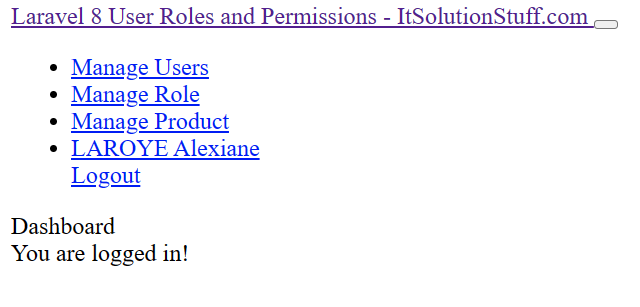 Laravel 8 User Roles and Permissions - ItSolutionStuff.com
Manage Users
Manage Role
Manage Product
LAROYE Alexiane
Logout
Dashboard
You are logged in!